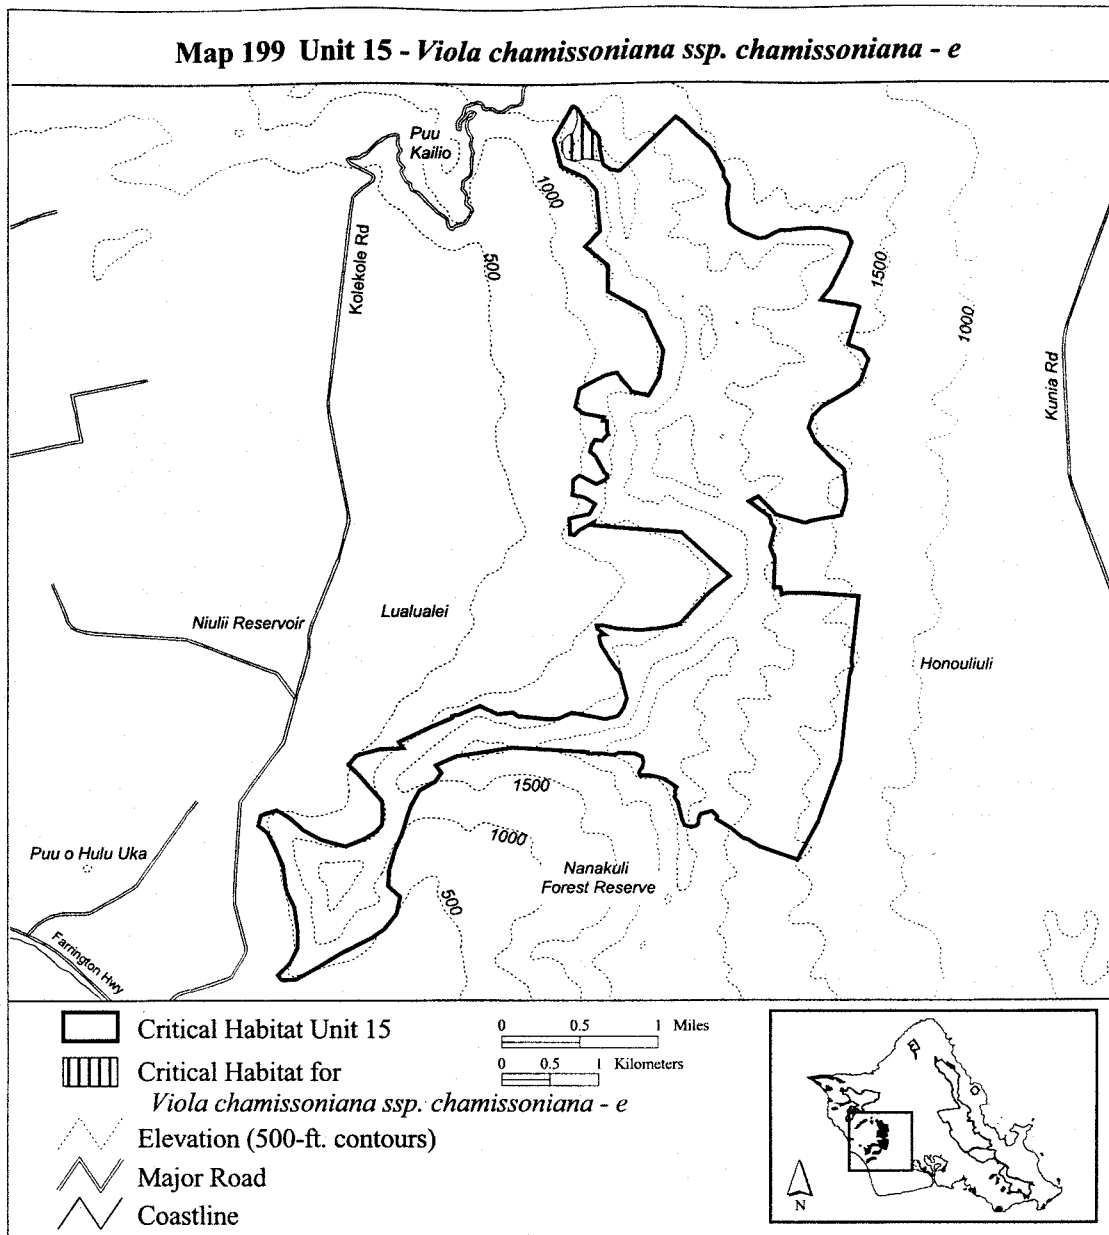 Map 199 Unit 15 - Viola chamissoniana ssp. chamissoniana - e
Puu
Kailio
1000
Kolekole Rd
500
1500
1000
Kunia Rd
Niulii Reservoir
Lualualei
Honouliuli
1500
1000
Puu o Hulu Uka
Nanakuli
Forest Reserve
500
Farrington Hwy
Critical Habitat Unit 15
0 0.5 1 Miles
0 0.5 1 Kilometers
Critical Habitat for
Viola chamissoniana ssp. chamissoniana - e
Elevation (500-ft. contours)
Major Road
Coastline
N